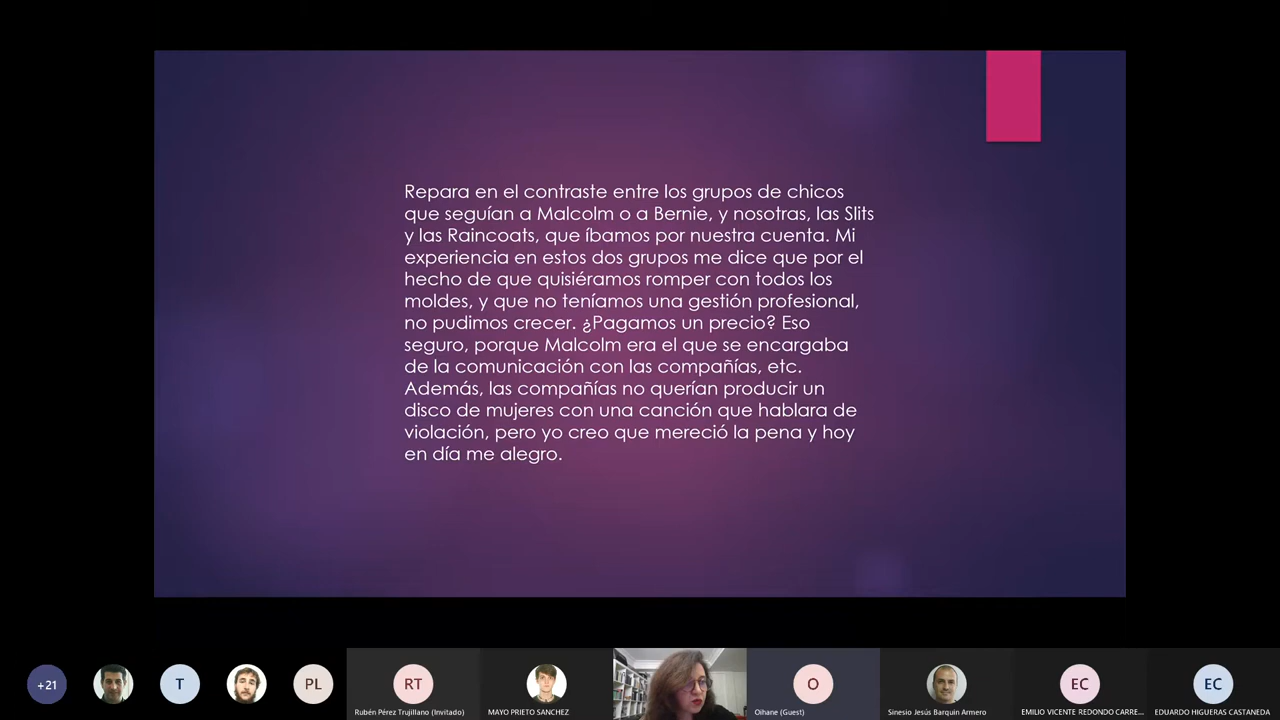 Repara en el contraste entre los grupos de chicos
que seguían a Malcolm o a Bernie, y nosotras, las Slits
y las Raincoats, que íbamos por nuestra cuenta. Mi
experiencia en estos dos grupos me dice que por el
hecho de que quisiéramos romper con todos los
moldes, y que no teníamos una gestión profesional,
no pudimos crecer. ¿Pagamos un precio? Eso
seguro, porque Malcolm era el que se encargaba
de la comunicación con las compañías, etc.
Además, las compañías no querían producir un
disco de mujeres con una canción que hablara de
violación, pero yo creo que mereció la pena y hoy
en día me alegro.
+21
T
PL
RT
O
EC
EC
Rubén Pérez Trujillano (Invitado)
MAYO PRIETO SANCHEZ
Oihane (Guest)
Sinesio Jesús Barquin Armero
EMILIO VICENTE REDONDO CARRE...
EDUARDO HIGUERAS CASTANEDA